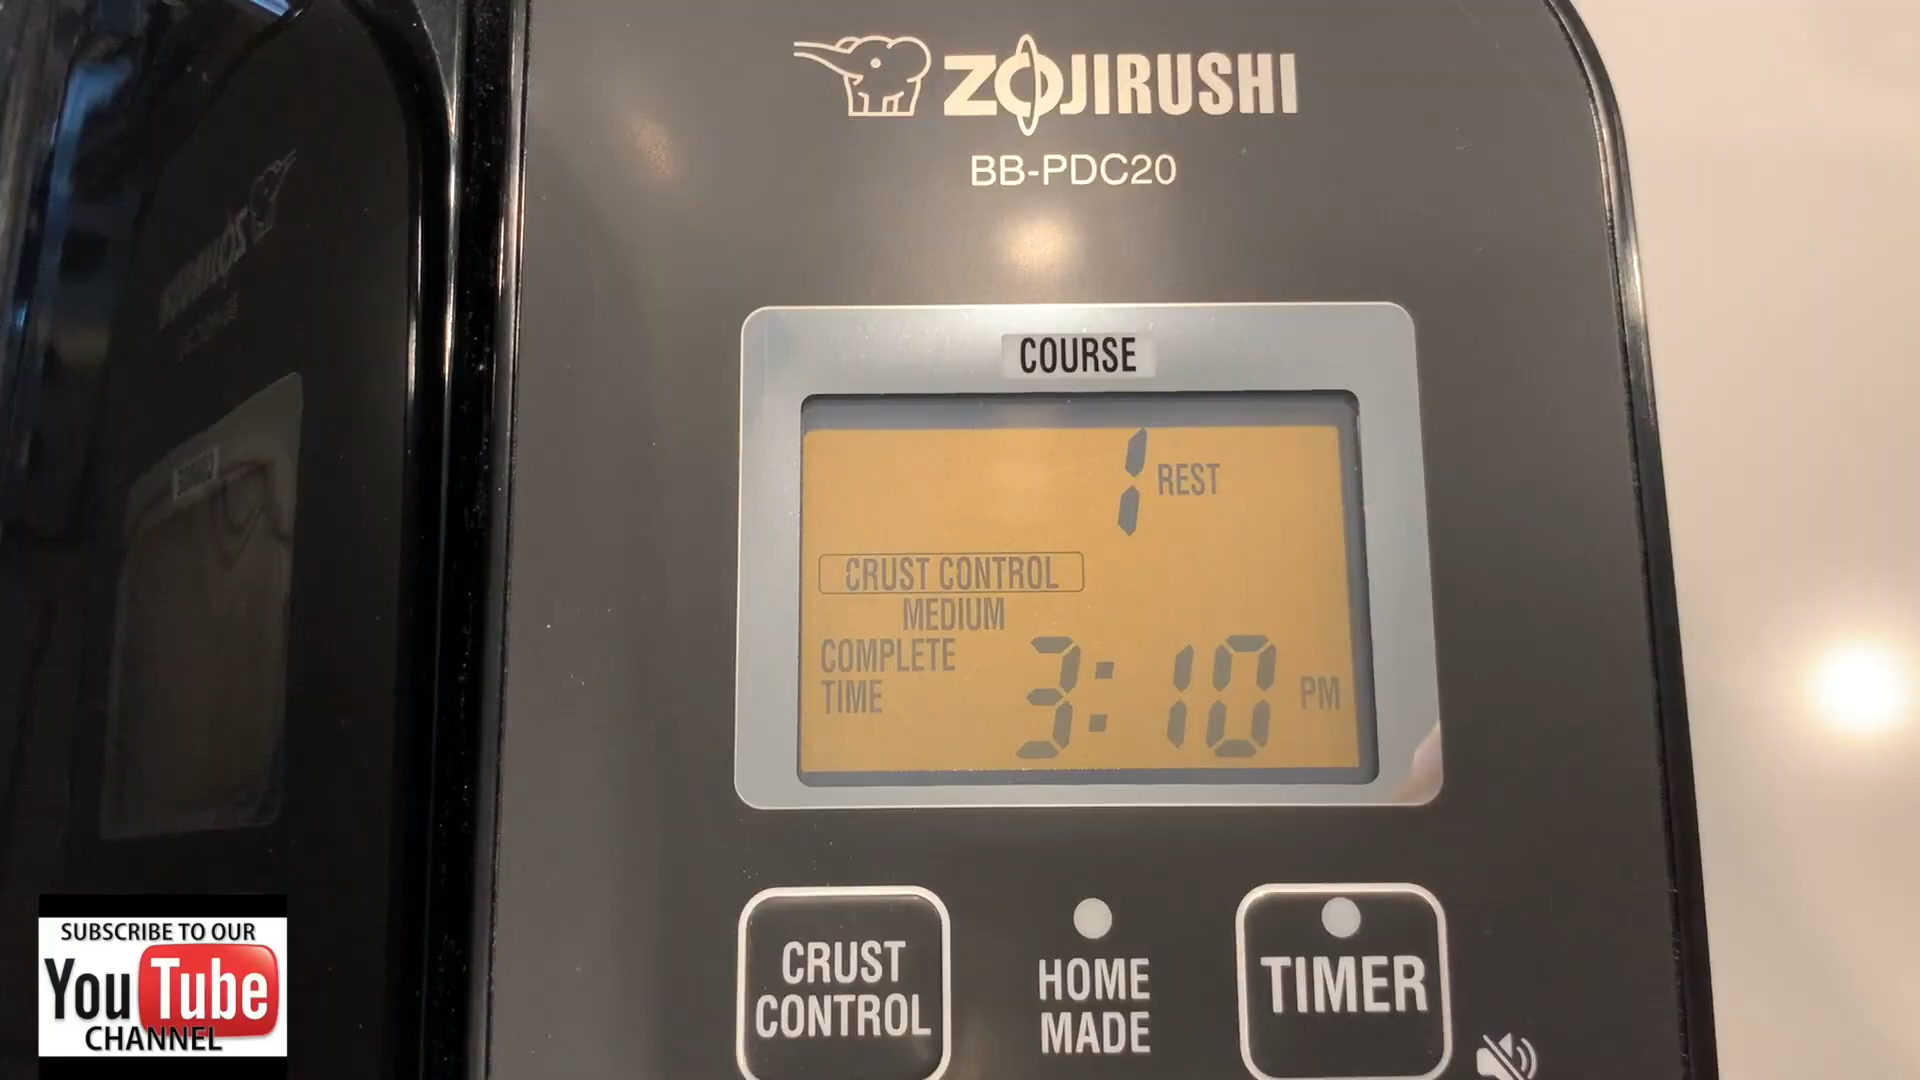 ZOJIRUSHI
BB-PDC20
COURSE
1 REST
CRUST CONTROL
MEDIUM
COMPLETE
TIME
3:10 PM
CRUST
CONTROL
HOME
MADE
TIMER
SUBSCRIBE TO OUR
YouTube
CHANNEL